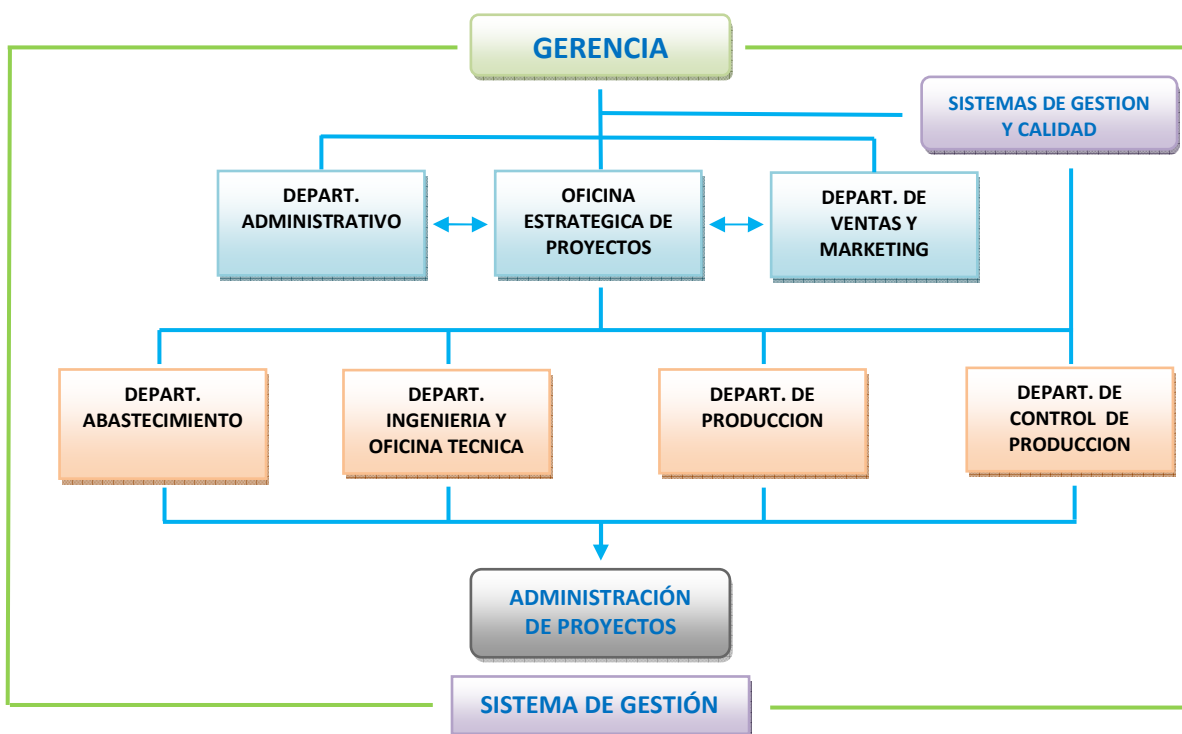 GERENCIA
SISTEMAS DE GESTION
Y CALIDAD
DEPART.
ADMINISTRATIVO
OFICINA
ESTRATEGICA DE
PROYECTOS
DEPART. DE
VENTAS Y
MARKETING
DEPART.
ABASTECIMIENTO
DEPART.
INGENIERIA Y
OFICINA TECNICA
DEPART. DE
PRODUCCION
DEPART. DE
CONTROL DE
PRODUCCION
ADMINISTRACIÓN
DE PROYECTOS
SISTEMA DE GESTIÓN